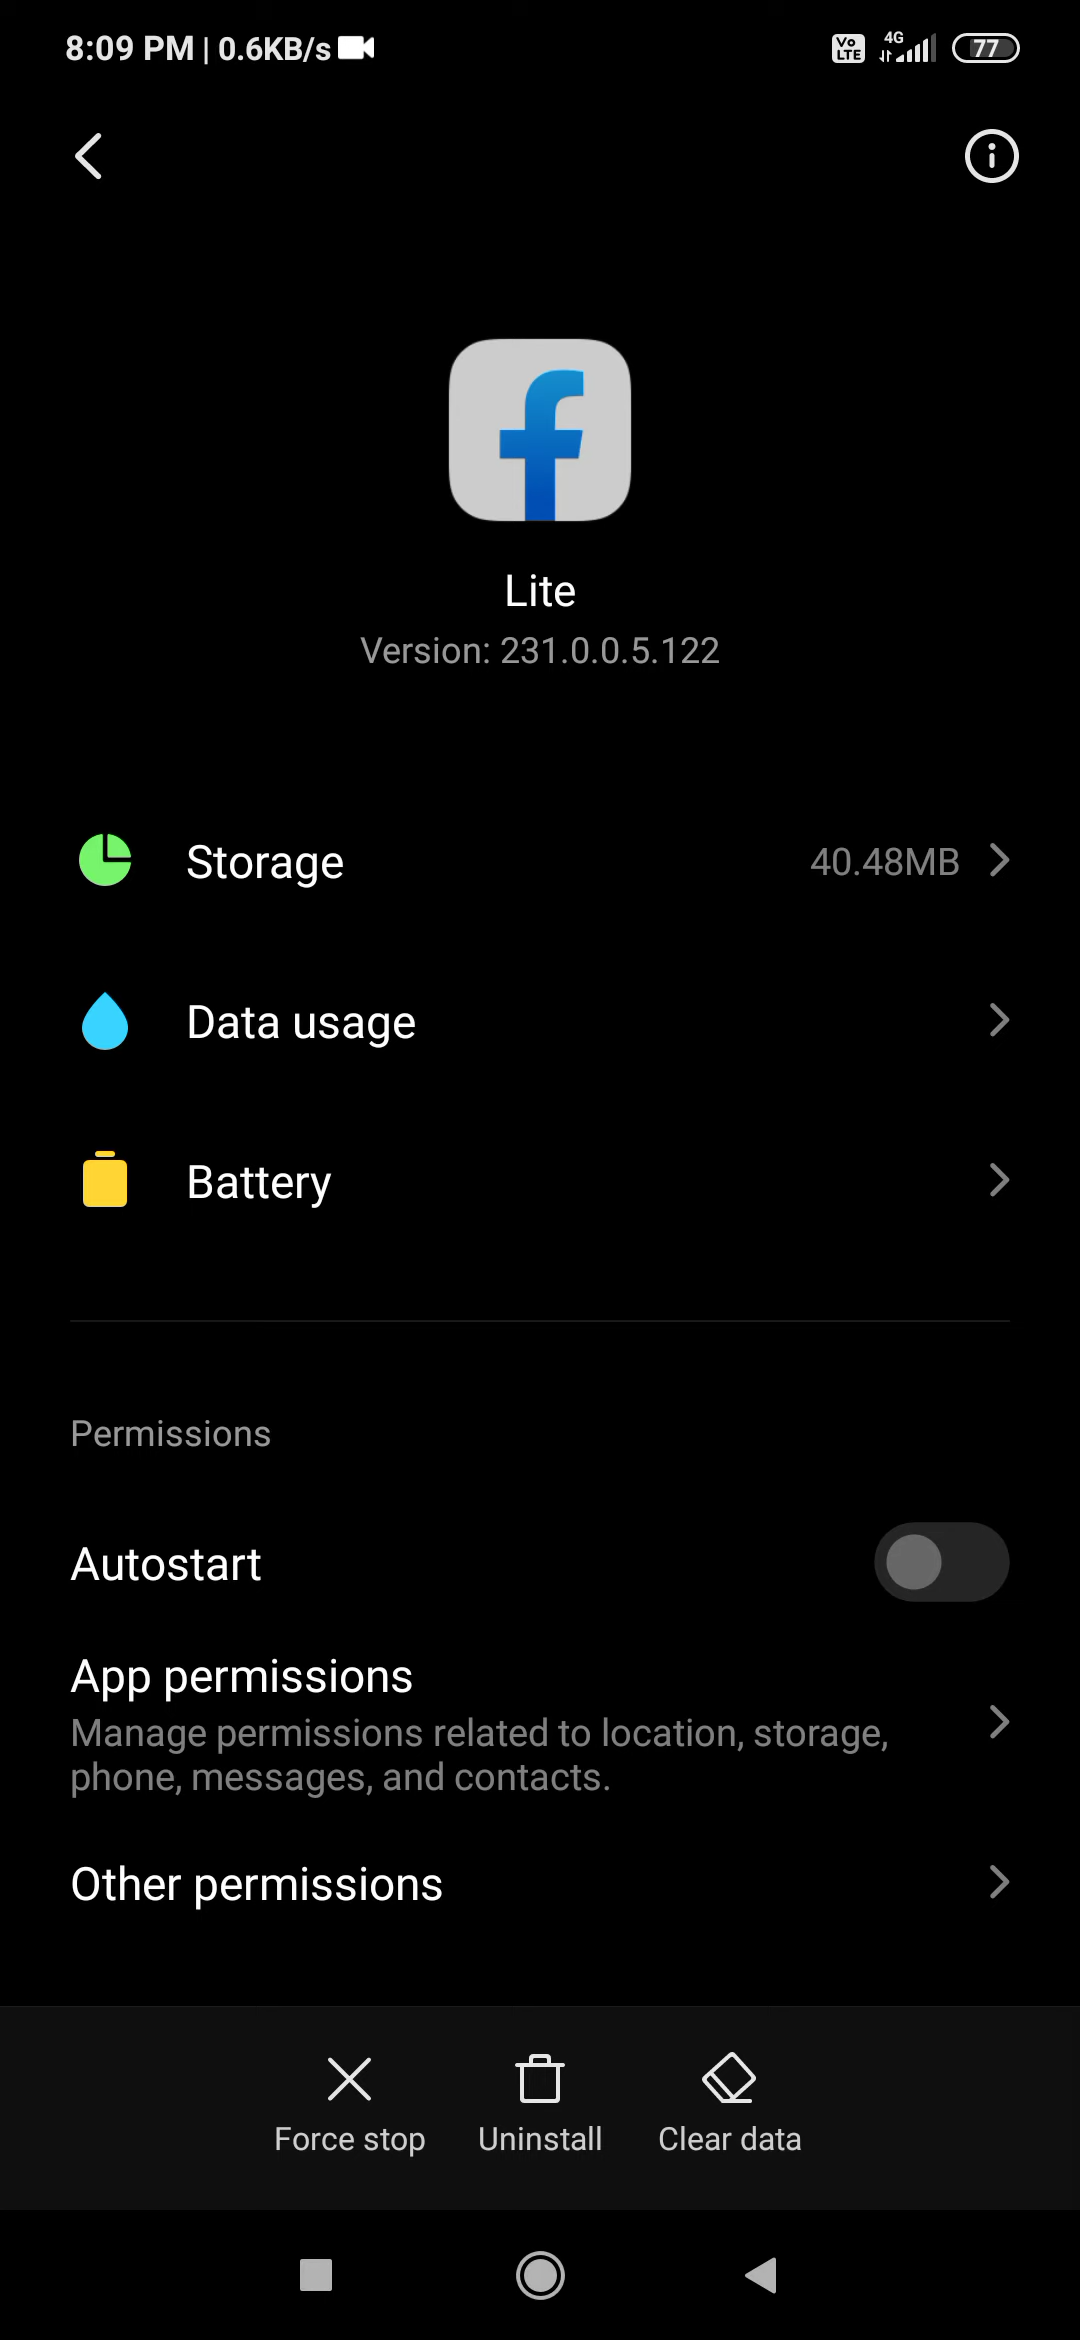 8:09 PM | 0.6KB/s
Vo LTE 4G 77
Lite
Version: 231.0.0.5.122
Storage 40.48MB
Data usage
Battery
Permissions
Autostart
App permissions
Manage permissions related to location, storage,
phone, messages, and contacts.
Other permissions
Force stop Uninstall Clear data